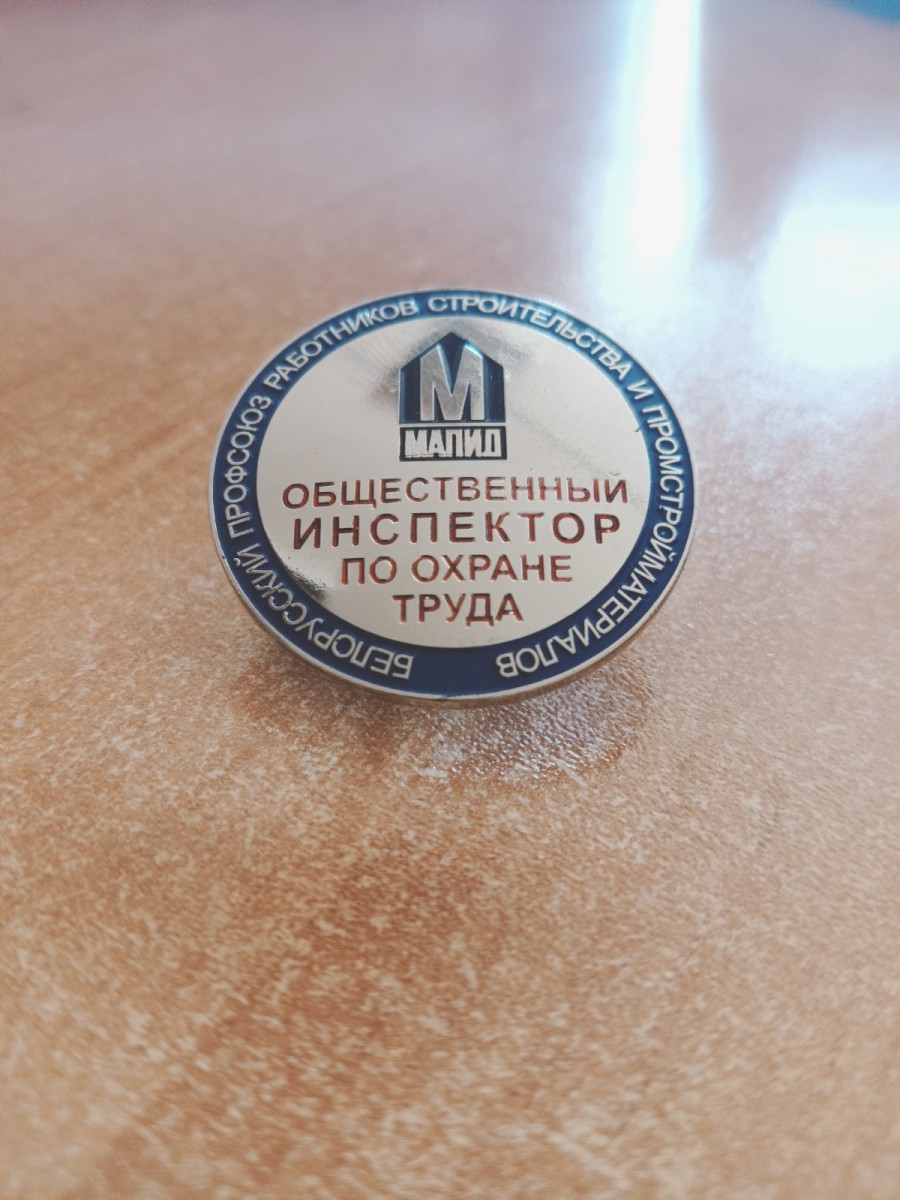 БЕЛОРУССКИЙ ПРОФСОЮЗ РАБОТНИКОВ СТРОИТЕЛЬСТВА И ПРОМСТРОЙМАТЕРИАЛОВ
М
МАПИД
ОБЩЕСТВЕННЫЙ
ИНСПЕКТОР
ПО ОХРАНЕ
ТРУДА